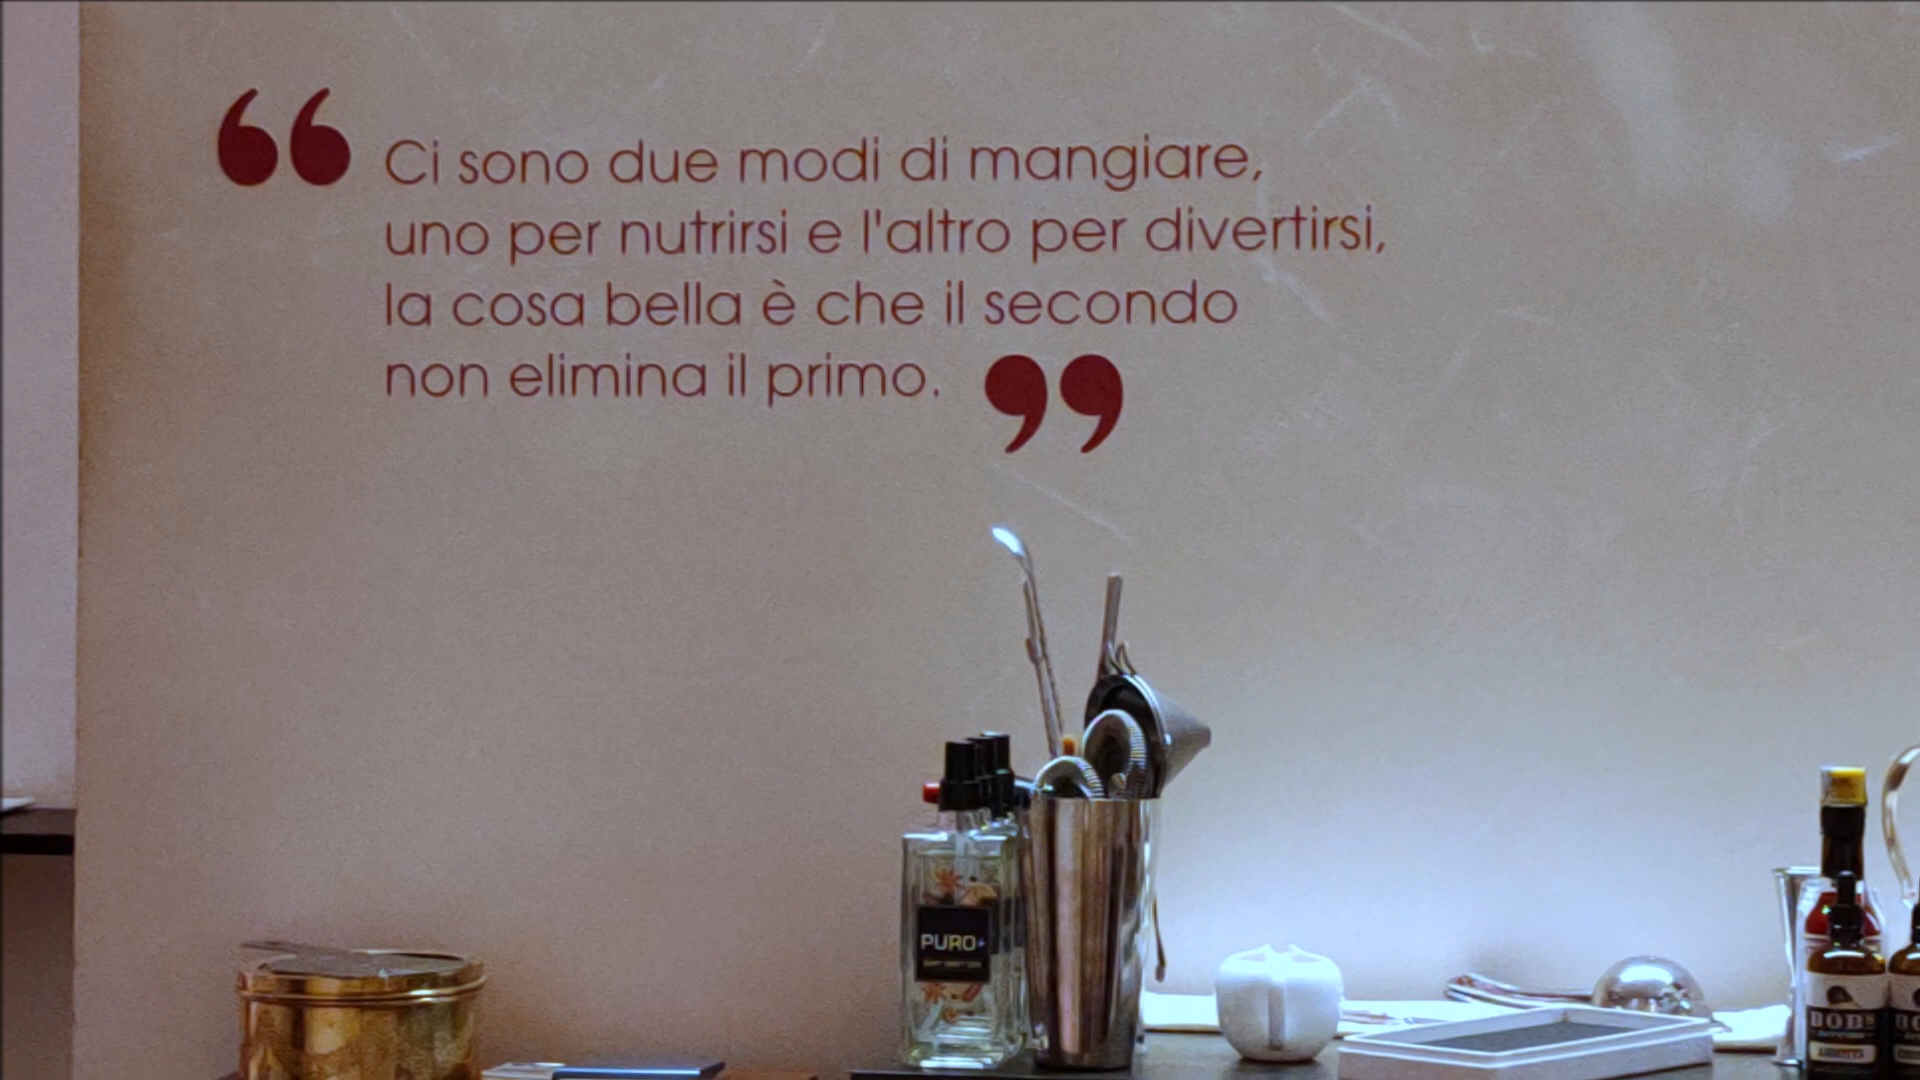 Ci sono due modi di mangiare,
uno per nutrirsi e l'altro per divertirsi,
la cosa bella è che il secondo
non elimina il primo.
PURO+